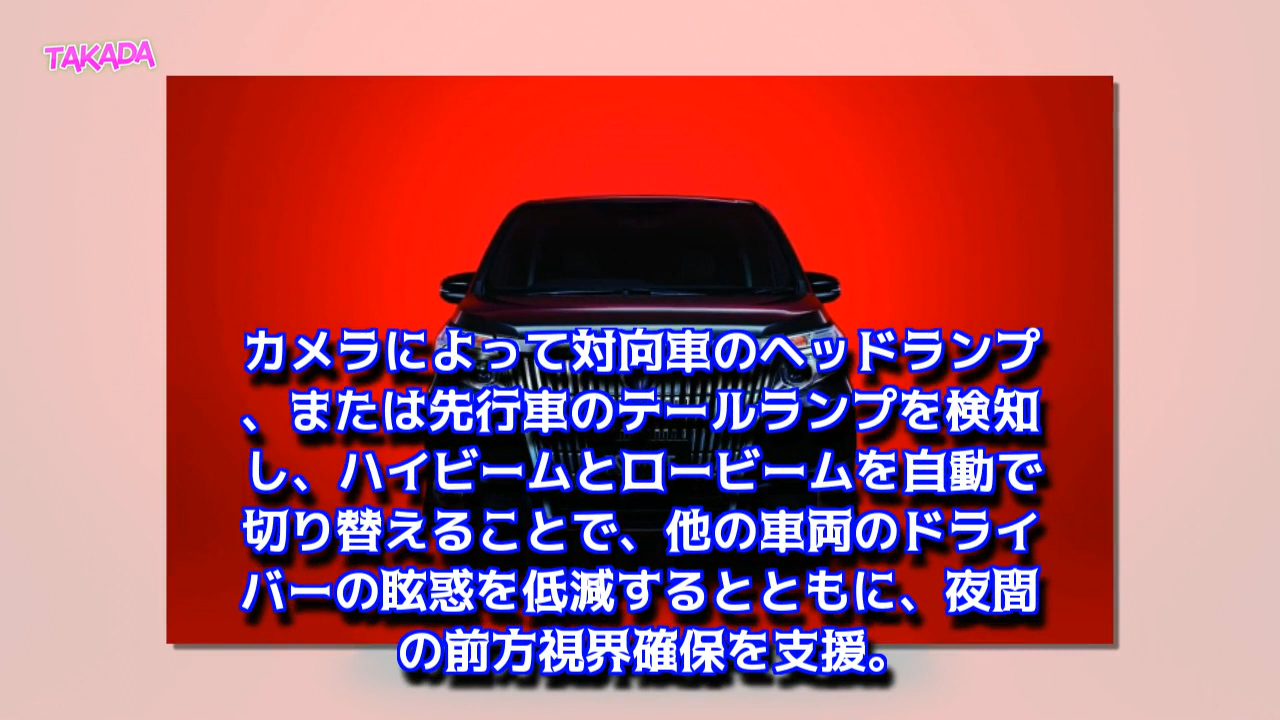 TAKADA
カメラによって対向車のヘッドランプ
、または先行車のテールランプを検知
し、ハイビームとロービームを自動で
切り替えることで、他の車両のドライ
バーの眩惑を低減するとともに、夜間
の前方視界確保を支援。